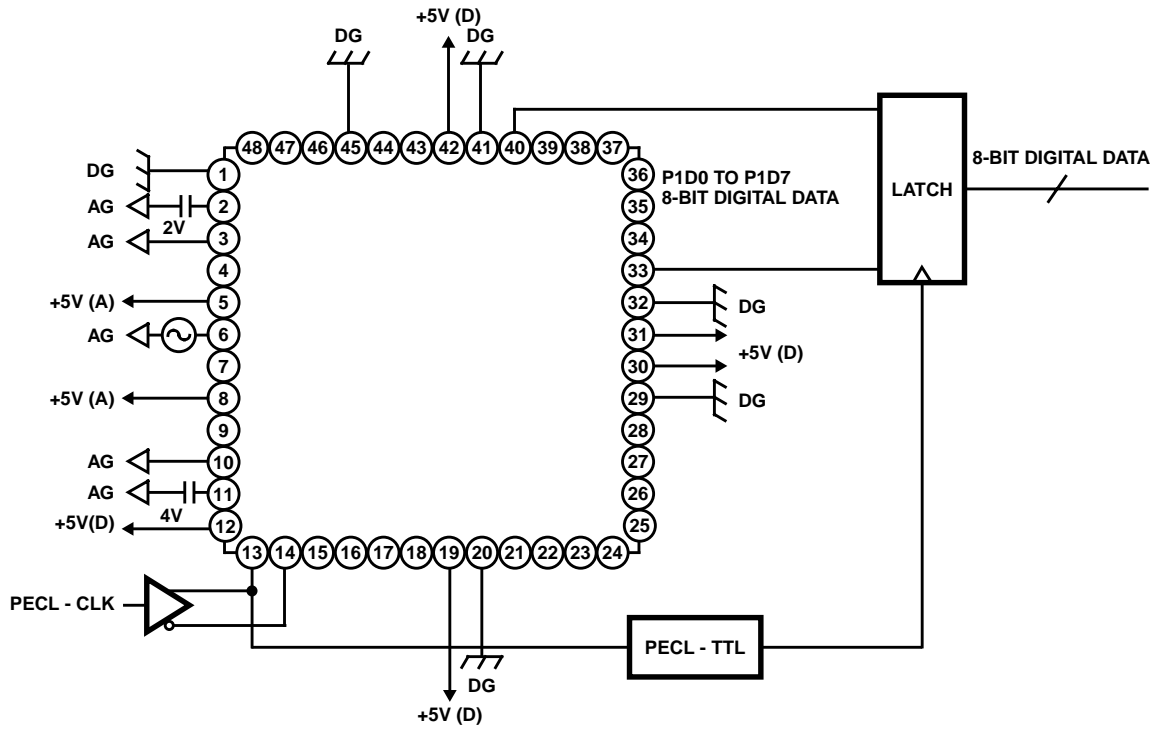 +5V (D)
DG
DG
48 47 46 45 44 43 42 41 40 39 38 37
DG
1
AG
2
2V
AG
3
4
+5V (A)
5
AG
6
7
+5V (A)
8
9
AG
10
AG
11
4V
+5V(D)
12
36
P1D0 TO P1D7
8-BIT DIGITAL DATA
35
34
33
32
DG
31
+5V (D)
30
29
DG
28
27
26
25
LATCH
8-BIT DIGITAL DATA
13 14 15 16 17 18 19 20 21 22 23 24
PECL - CLK
PECL - TTL
DG
+5V (D)